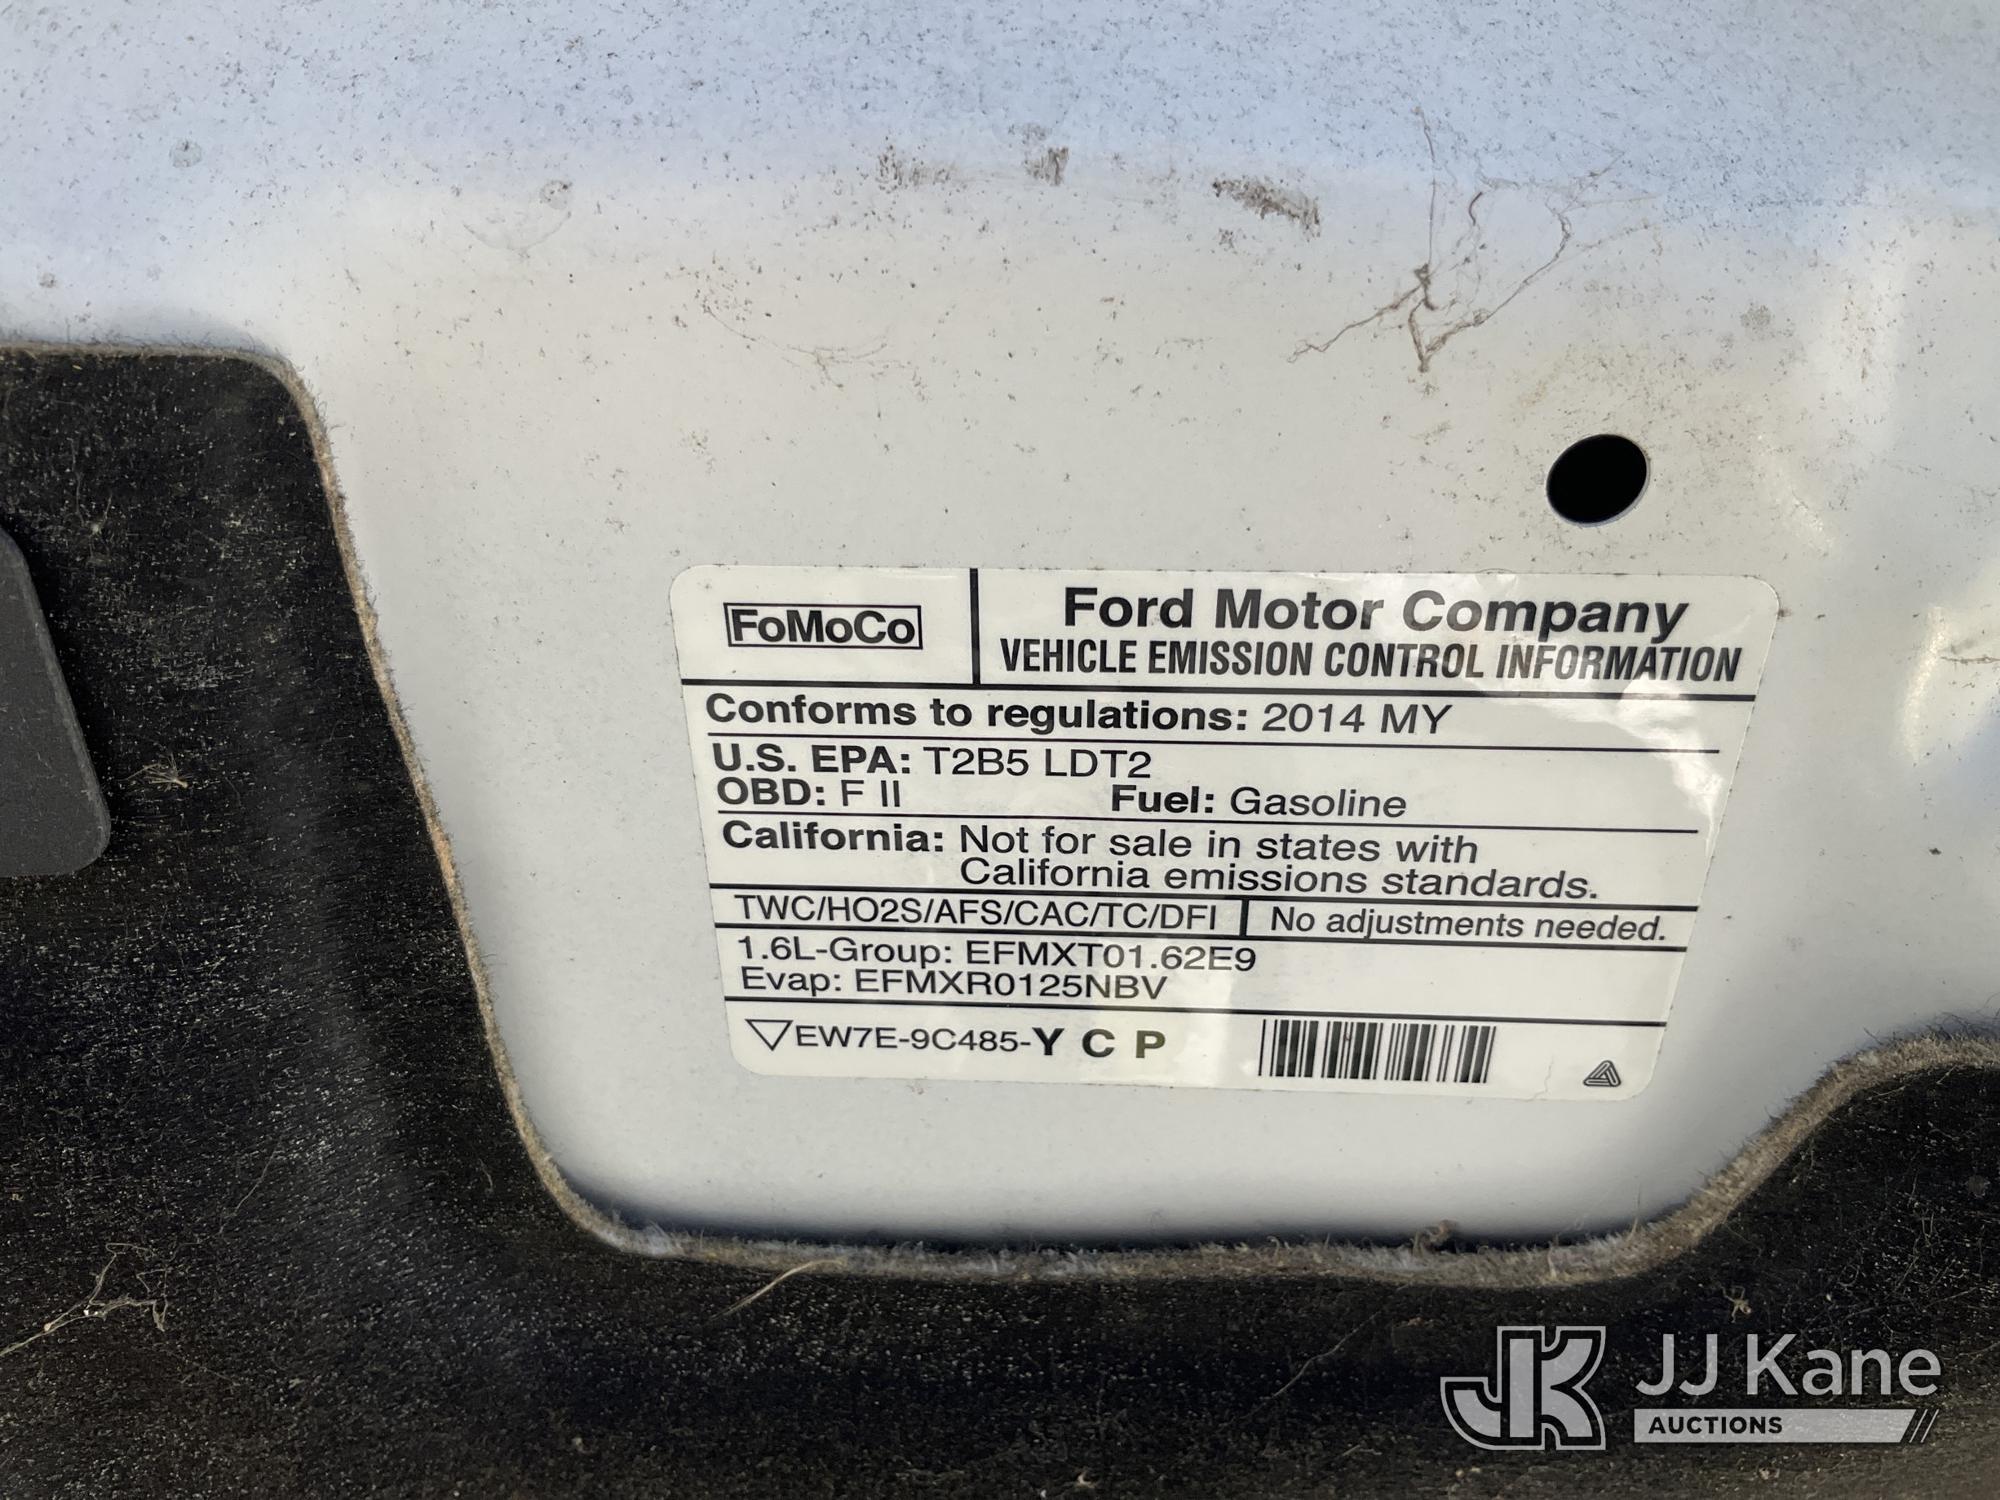 FoMoCo
Ford Motor Company
VEHICLE EMISSION CONTROL INFORMATION
Conforms to regulations: 2014 MY
U.S. EPA: T2B5 LDT2
OBD: F II Fuel: Gasoline
California: Not for sale in states with
California emissions standards.
TWC/HO2S/AFS/CAC/TC/DFI No adjustments needed.
1.6L-Group: EFMXT01.62E9
Evap: EFMXR0125NBV
EW7E-9C485-Y C P
JK JJ Kane
AUCTIONS